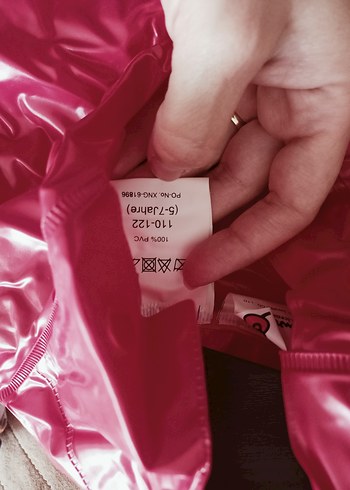 100% PVC
110-122
(5-7Jahre)
PO-No. XNG-61896